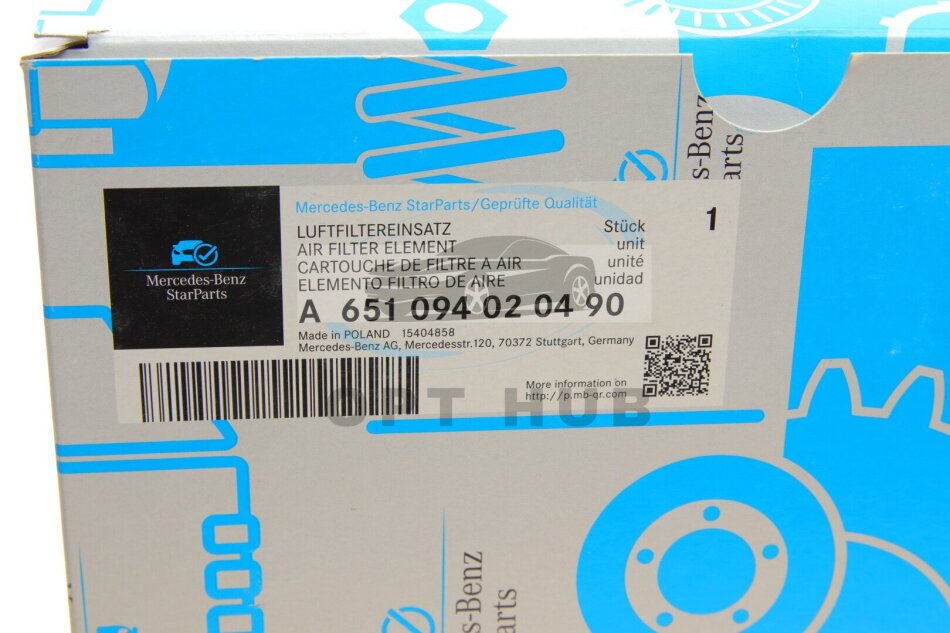 s-Benz
arts
Mercedes-Benz StarParts/Geprüfte Qualität
LUFTFILTEREINSATZ Stück 1
AIR FILTER ELEMENT unit
CARTOUCHE DE FILTRE A AIR unité
ELEMENTO FILTRO DE AIRE unidad
A 651 094 02 04 90
Made in POLAND 15404858
Mercedes-Benz AG, Mercedesstr.120, 70372 Stuttgart, Germany
Mercedes-Benz
StarParts
More information on
http://p.mb-qr.com
OPT HUB
s-Benz
arts